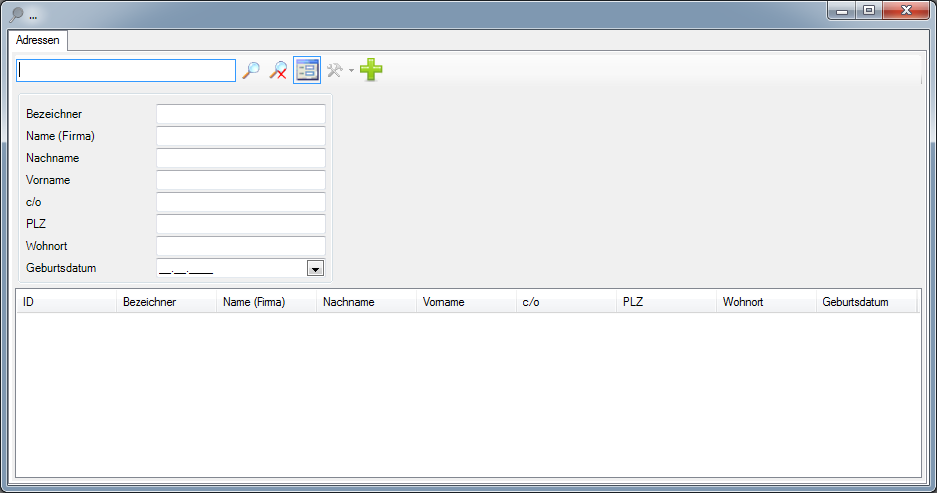 ...
Adressen
Bezeichner
Name (Firma)
Nachname
Vorname
c/o
PLZ
Wohnort
Geburtsdatum __.__.____
ID Bezeichner Name (Firma) Nachname Vorname c/o PLZ Wohnort Geburtsdatum